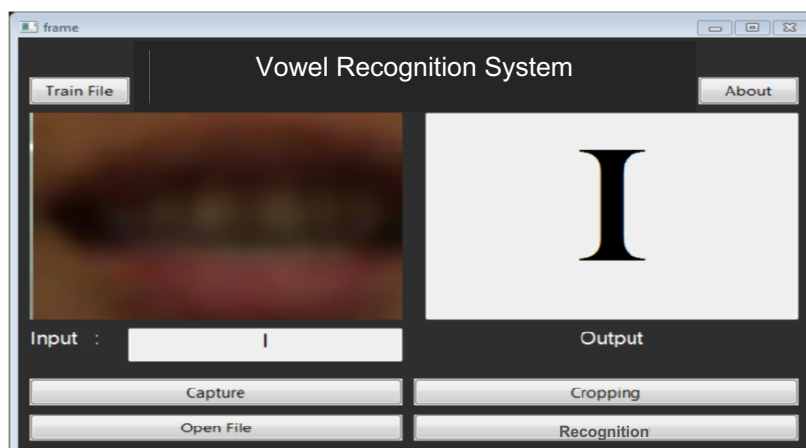 frame
Vowel Recognition System
Train File
About
I
Input :
I
Output
Capture
Cropping
Open File
Recognition